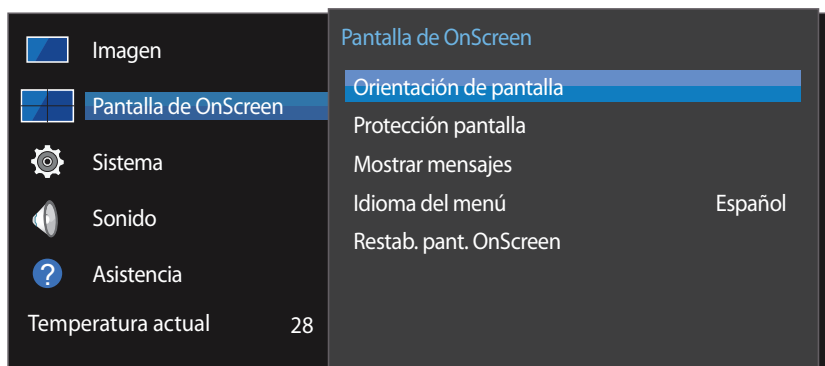 Imagen
Pantalla de OnScreen
Sistema
Sonido
Asistencia
Temperatura actual 28
Pantalla de OnScreen
Orientación de pantalla
Protección pantalla
Mostrar mensajes
Idioma del menú Español
Restab. pant. OnScreen